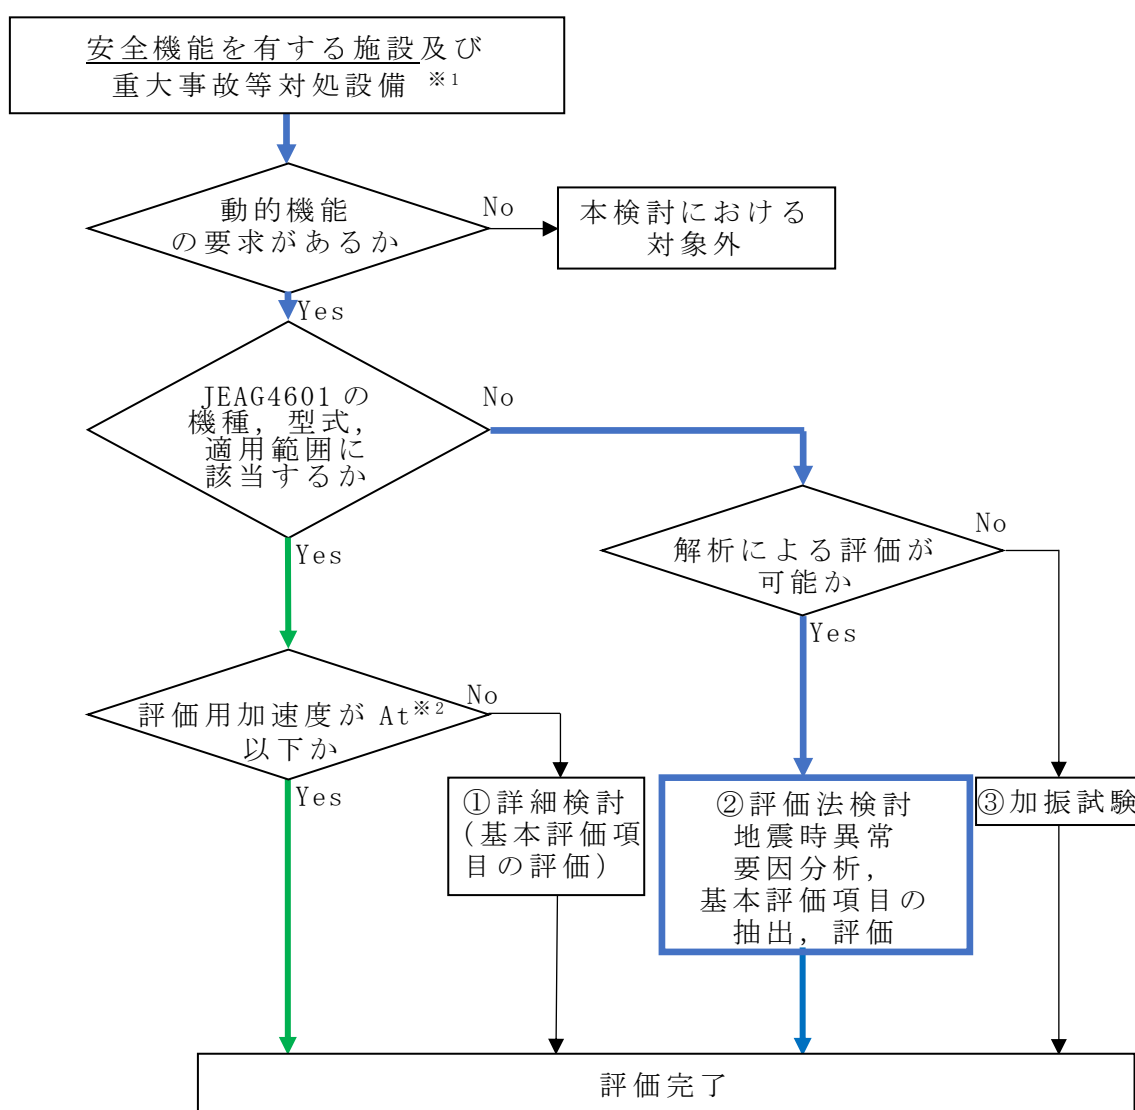 安全機能を有する施設及び
重大事故等対処設備 ※1
動的機能
の要求があるか
No
本検討における
対象外
Yes
JEAG4601の
機種, 型式,
適用範囲に
該当するか
No
Yes
解析による評価が
可能か
No
Yes
評価用加速度が At※2
以下か
No
Yes
①詳細検討
(基本評価項
目の評価)
②評価法検討
地震時異常
要因分析,
基本評価項目の
抽出, 評価
③加振試験
評価完了